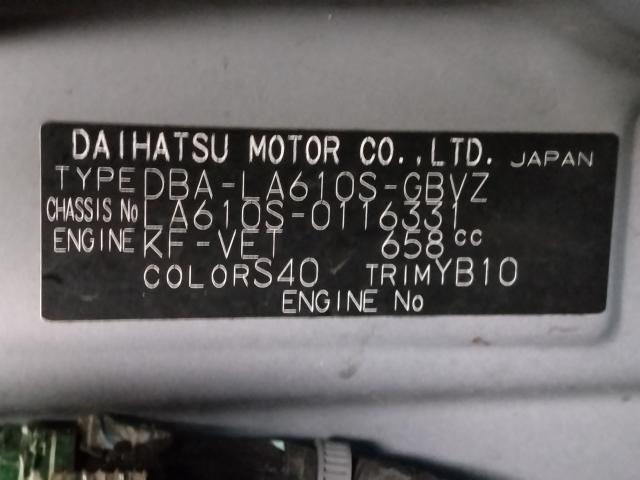 DAIHATSU MOTOR CO.,LTD. JAPAN
TYPE DBA-LA610S-GBVZ
CHASSIS No LA610S-0116331
ENGINE KF-VET 658cc
COLOR S40 TRIM YB10
ENGINE No